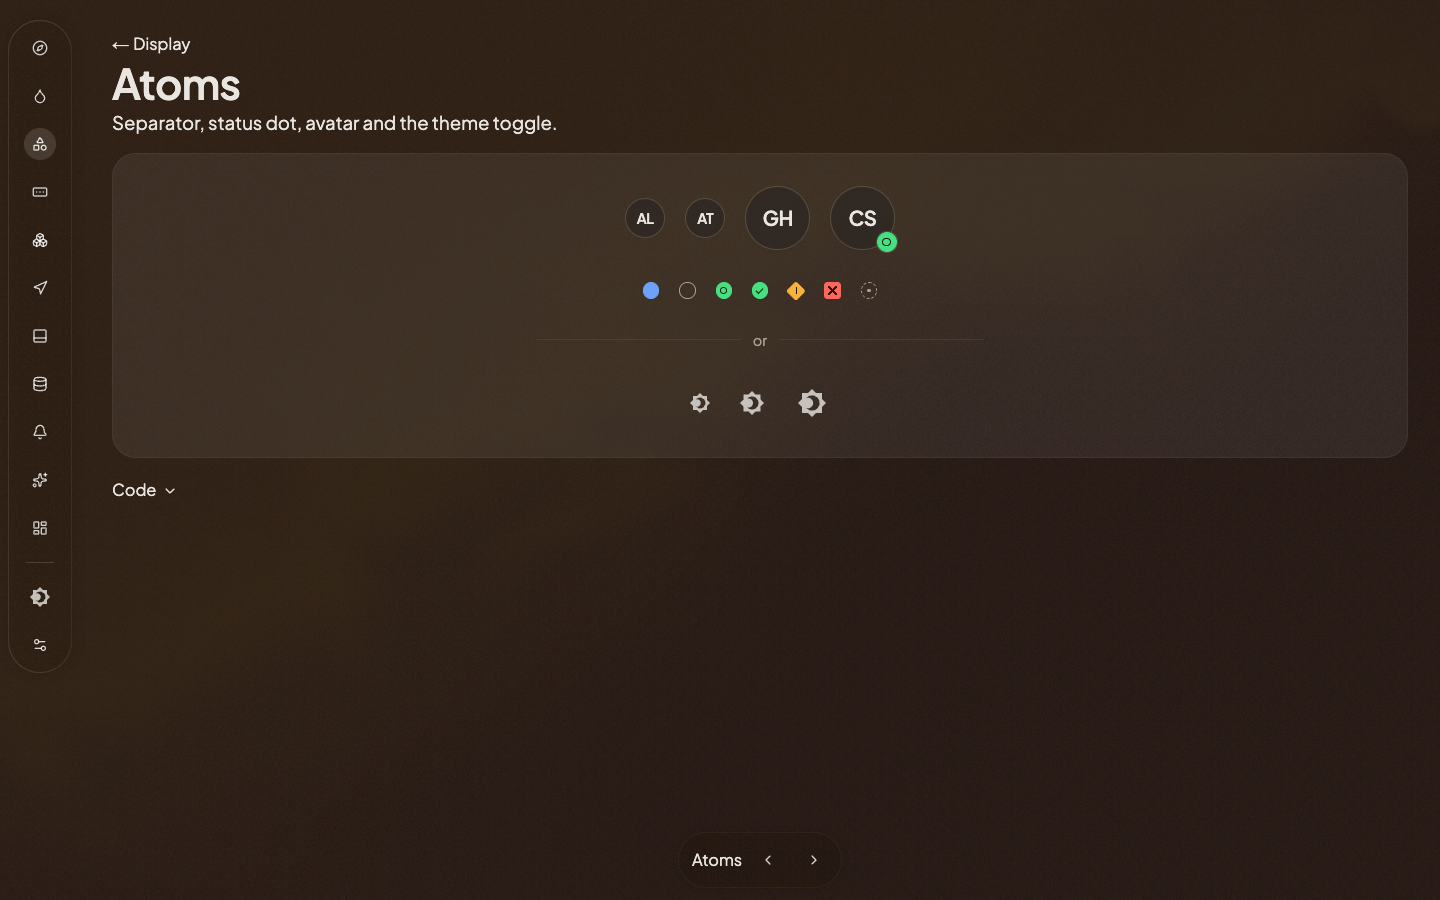 ← Display
Atoms
Separator, status dot, avatar and the theme toggle.
AL AT GH CS
or
Code
Atoms